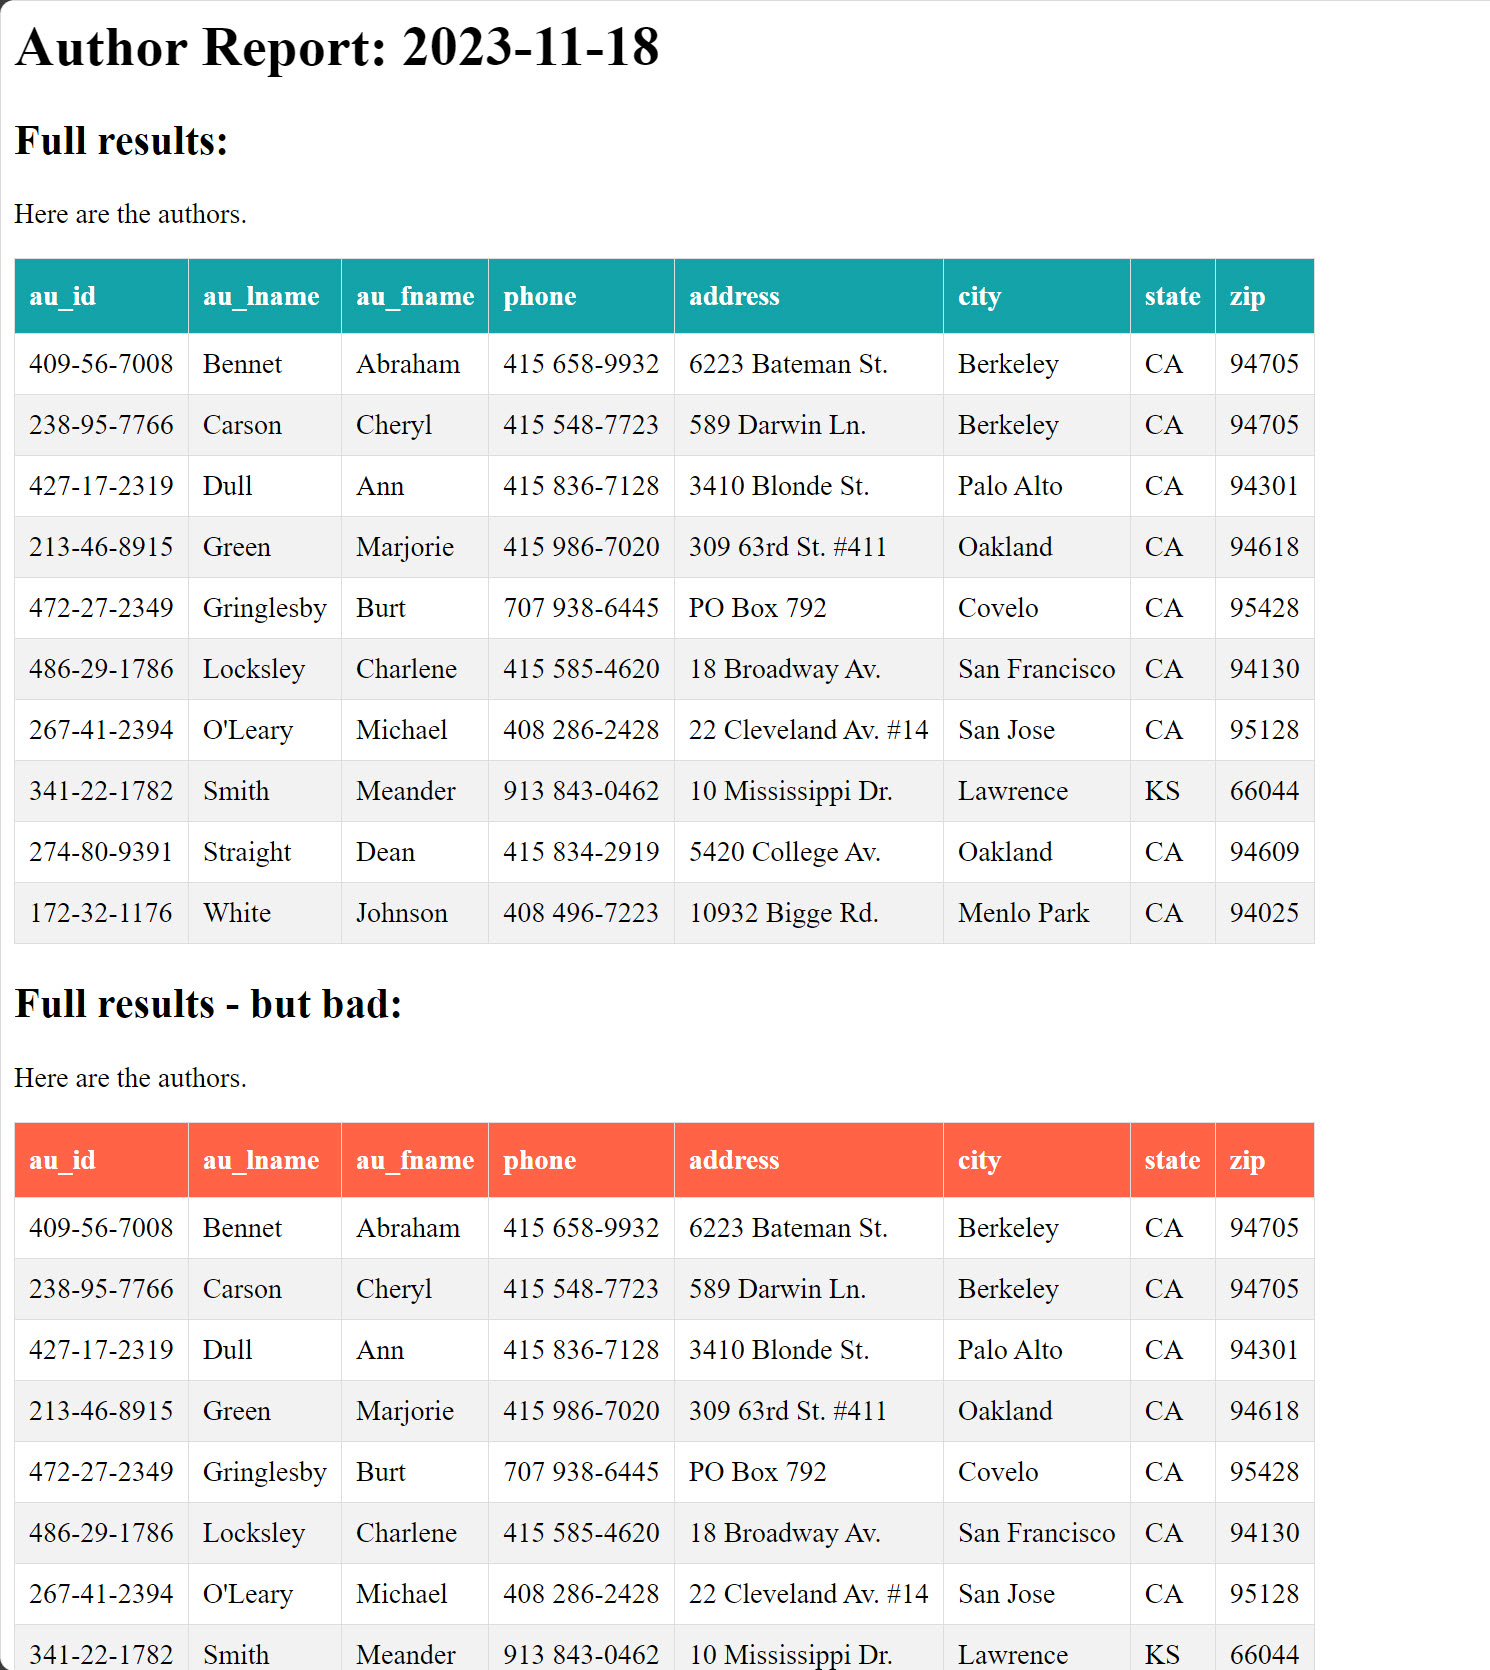 Author Report: 2023-11-18
Full results:
Here are the authors.
au_id au_lname au_fname phone address city state zip
409-56-7008 Bennet Abraham 415 658-9932 6223 Bateman St. Berkeley CA 94705
238-95-7766 Carson Cheryl 415 548-7723 589 Darwin Ln. Berkeley CA 94705
427-17-2319 Dull Ann 415 836-7128 3410 Blonde St. Palo Alto CA 94301
213-46-8915 Green Marjorie 415 986-7020 309 63rd St. #411 Oakland CA 94618
472-27-2349 Gringlesby Burt 707 938-6445 PO Box 792 Covelo CA 95428
486-29-1786 Locksley Charlene 415 585-4620 18 Broadway Av. San Francisco CA 94130
267-41-2394 O'Leary Michael 408 286-2428 22 Cleveland Av. #14 San Jose CA 95128
341-22-1782 Smith Meander 913 843-0462 10 Mississippi Dr. Lawrence KS 66044
274-80-9391 Straight Dean 415 834-2919 5420 College Av. Oakland CA 94609
172-32-1176 White Johnson 408 496-7223 10932 Bigge Rd. Menlo Park CA 94025
Full results - but bad:
Here are the authors.
au_id au_lname au_fname phone address city state zip
409-56-7008 Bennet Abraham 415 658-9932 6223 Bateman St. Berkeley CA 94705
238-95-7766 Carson Cheryl 415 548-7723 589 Darwin Ln. Berkeley CA 94705
427-17-2319 Dull Ann 415 836-7128 3410 Blonde St. Palo Alto CA 94301
213-46-8915 Green Marjorie 415 986-7020 309 63rd St. #411 Oakland CA 94618
472-27-2349 Gringlesby Burt 707 938-6445 PO Box 792 Covelo CA 95428
486-29-1786 Locksley Charlene 415 585-4620 18 Broadway Av. San Francisco CA 94130
267-41-2394 O'Leary Michael 408 286-2428 22 Cleveland Av. #14 San Jose CA 95128
341-22-1782 Smith Meander 913 843-0462 10 Mississippi Dr. Lawrence KS 66044